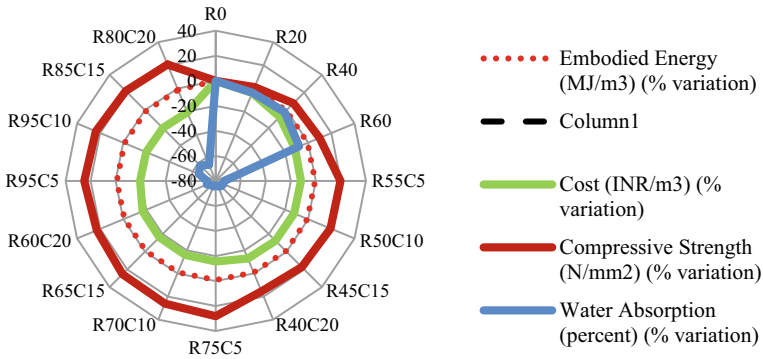 R0
R20
R40
R60
R55C5
R50C10
R45C15
R40C20
R75C5
R70C10
R65C15
R60C20
R95C5
R95C10
R85C15
R80C20
40
20
0
-20
-40
-60
-80
Embodied Energy
(MJ/m3) (% variation)
Column1
Cost (INR/m3) (%
variation)
Compressive Strength
(N/mm2) (% variation)
Water Absorption
(percent) (% variation)